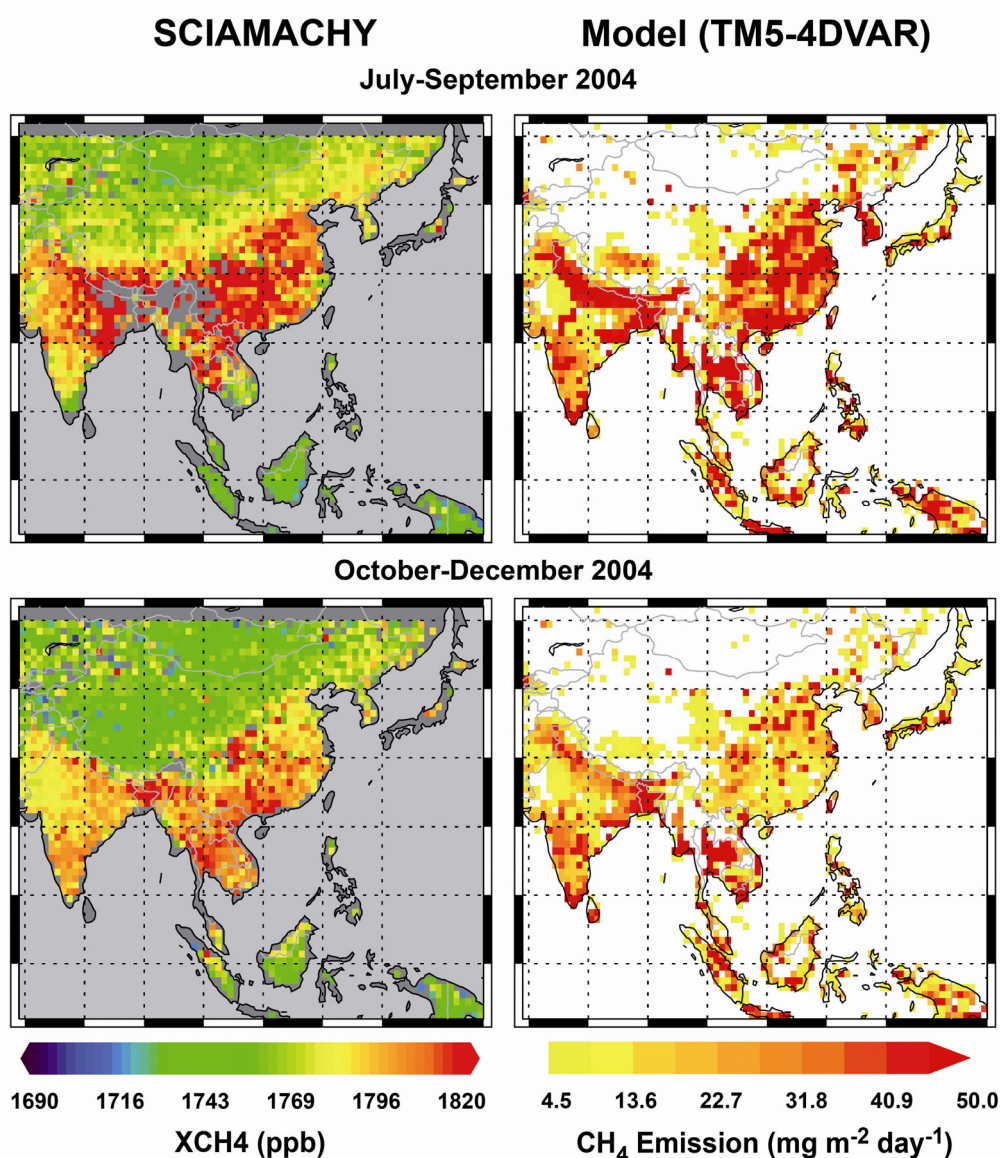 SCIAMACHY Model (TM5-4DVAR)
July-September 2004
October-December 2004
1690 1716 1743 1769 1796 1820 4.5 13.6 22.7 31.8 40.9 50.0
XCH4 (ppb) CH₄ Emission (mg m⁻² day⁻¹)